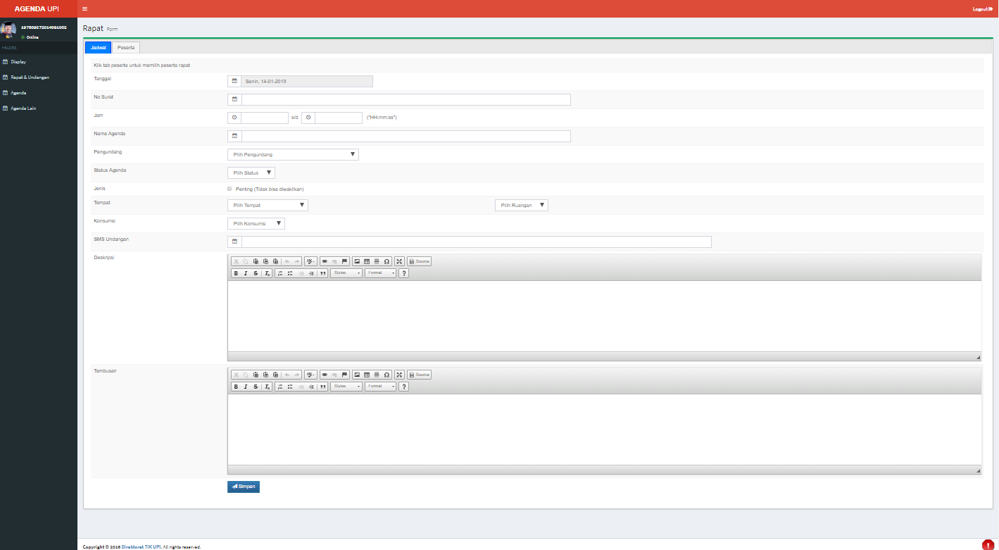 AGENDA UPI
Logout
197509272014091002
Online
HEADER
Display
Rapat & Undangan
Agenda
Agenda Lain
Rapat Form
Jadwal Peserta
Klik tab peserta untuk memilih peserta rapat
Tanggal Senin, 14-01-2019
No Surat
Jam s/d ("HH:mm:ss")
Nama Agenda
Pengundang Pilih Pengundang
Status Agenda Pilih Status
Jenis Penting (Tidak bisa diwakilkan)
Tempat Pilih Tempat Pilih Ruangan
Konsumsi Pilih Konsumsi
SMS Undangan
Deskripsi
Source
B I S Ix Styles Format ?
Tembusan
Source
B I S Ix Styles Format ?
Simpan
Copyright © 2016 Direktorat TIK UPI. All rights reserved.